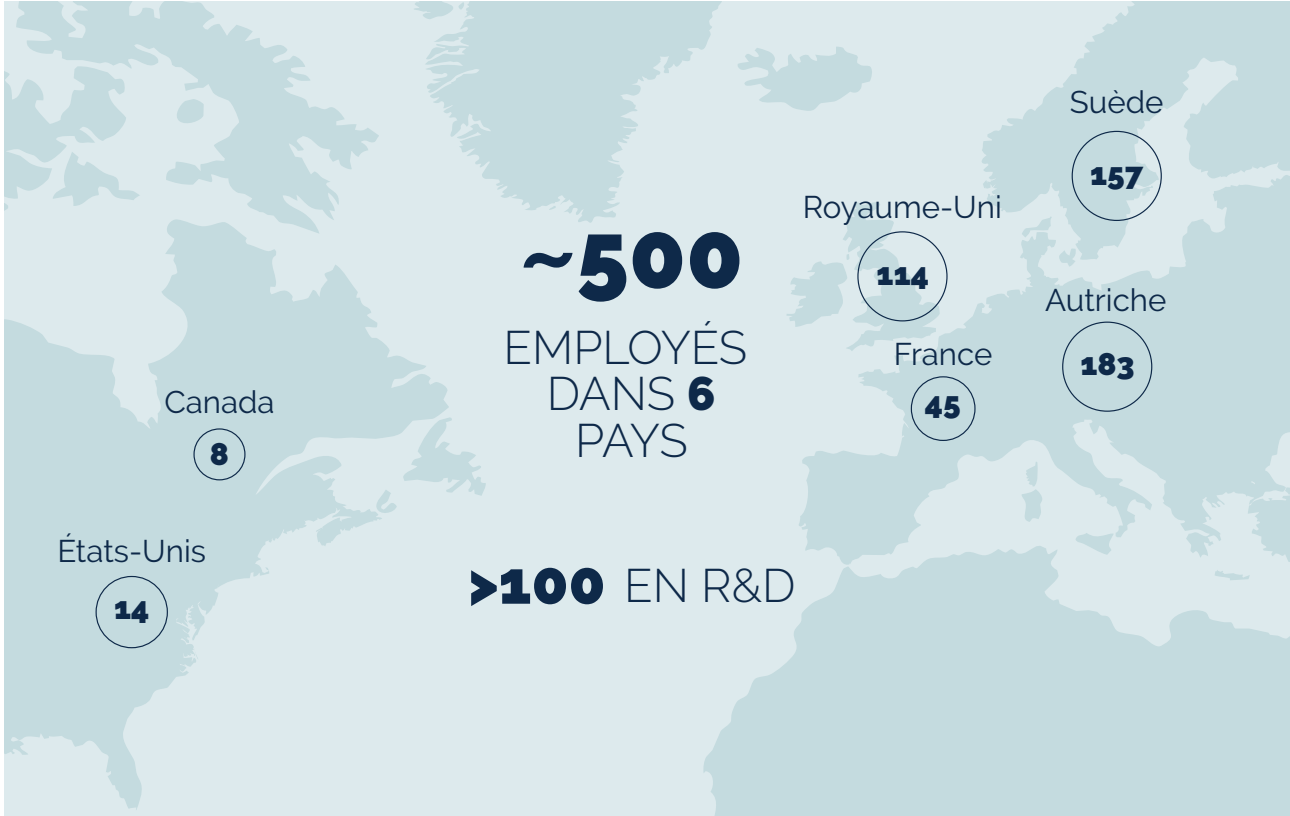 Suède
157
Royaume-Uni
114
~500
EMPLOYÉS
DANS 6
PAYS
Autriche
183
France
45
Canada
8
États-Unis
14
>100 EN R&D